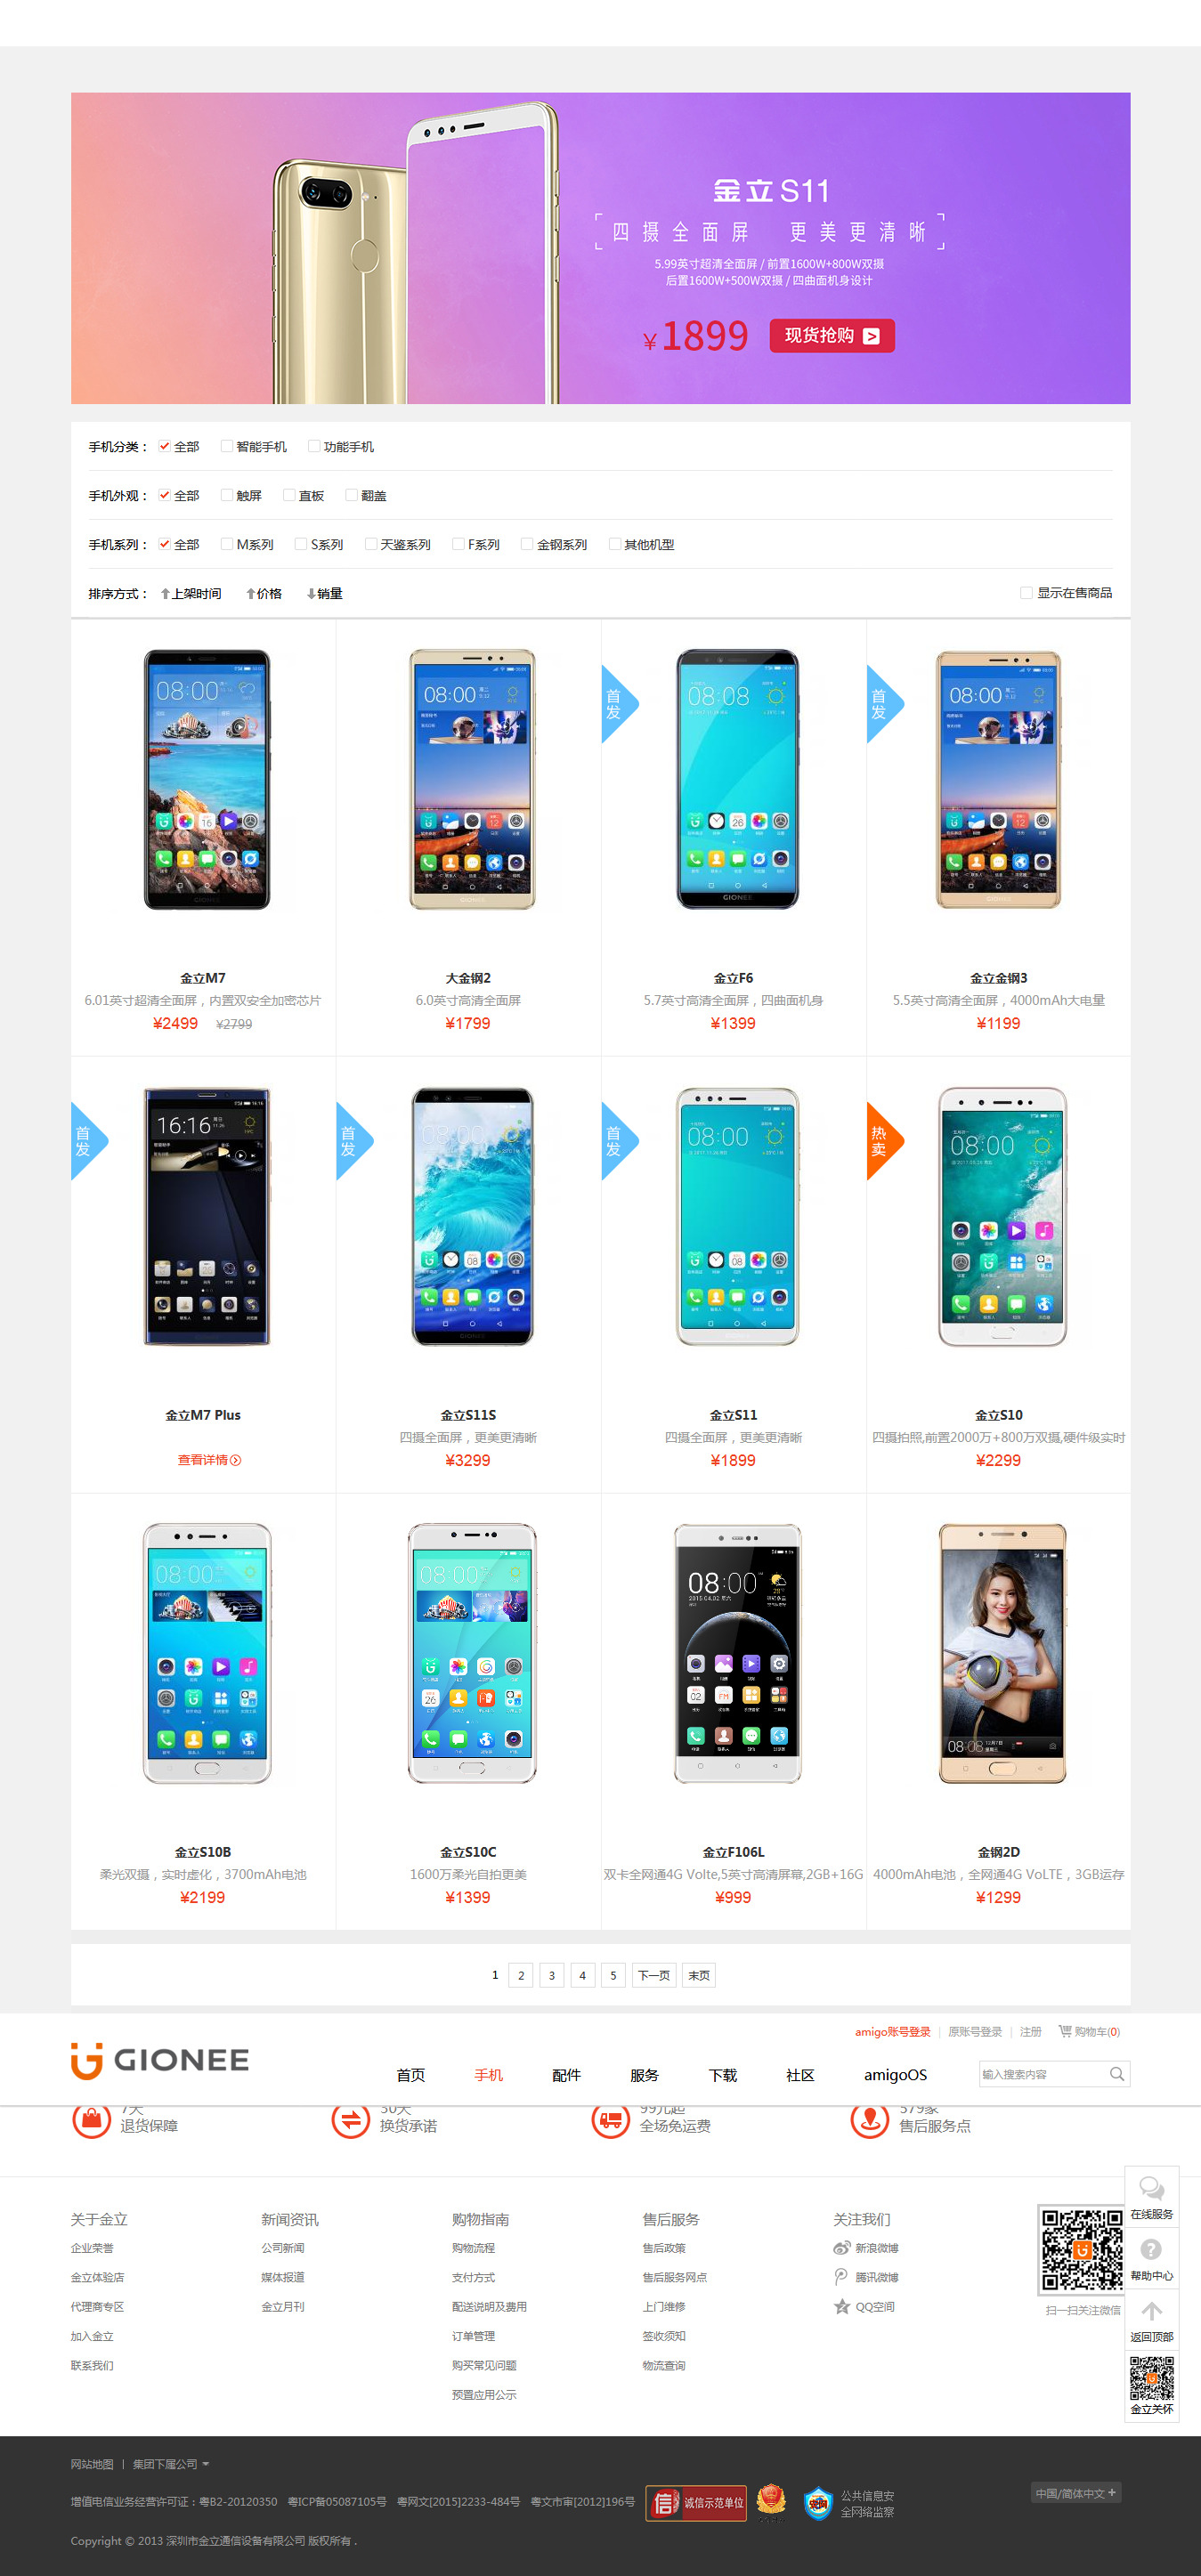 金立 S11
四摄全面屏 更美更清晰
5.99英寸超清全面屏 / 前置1600W+800W双摄
后置1600W+500W双摄 / 四曲面机身设计
¥1899 现货抢购 >
手机分类： 全部 智能手机 功能手机
手机外观： 全部 触屏 直板 翻盖
手机系列： 全部 M系列 S系列 天鉴系列 F系列 金钢系列 其他机型
排序方式： 上架时间 价格 销量 显示在售商品
首发
首发
金立M7
6.01英寸超清全面屏，内置双安全加密芯片
¥2499 ¥2799
大金钢2
6.0英寸高清全面屏
¥1799
金立F6
5.7英寸高清全面屏，四曲面机身
¥1399
金立金钢3
5.5英寸高清全面屏，4000mAh大电量
¥1199
首发
首发
首发
热卖
金立M7 Plus
查看详情
金立S11S
四摄全面屏，更美更清晰
¥3299
金立S11
四摄全面屏，更美更清晰
¥1899
金立S10
四摄拍照,前置2000万+800万双摄,硬件级实时
¥2299
金立S10B
柔光双摄，实时虚化，3700mAh电池
¥2199
金立S10C
1600万柔光自拍更美
¥1399
金立F106L
双卡全网通4G Volte,5英寸高清屏幕,2GB+16G
¥999
金钢2D
4000mAh电池，全网通4G VoLTE，3GB运存
¥1299
1 2 3 4 5 下一页 末页
amigo账号登录 | 原账号登录 | 注册 购物车(0)
GIONEE
首页 手机 配件 服务 下载 社区 amigoOS 输入搜索内容
7天
退货保障
30天
换货承诺
99元起
全场免运费
579家
售后服务点
关于金立
企业荣誉
金立体验店
代理商专区
加入金立
联系我们
新闻资讯
公司新闻
媒体报道
金立月刊
购物指南
购物流程
支付方式
配送说明及费用
订单管理
购买常见问题
预置应用公示
售后服务
售后政策
售后服务网点
上门维修
签收须知
物流查询
关注我们
新浪微博
腾讯微博
QQ空间
扫一扫关注微信
在线服务
帮助中心
返回顶部
金立关怀
网站地图 | 集团下属公司
增值电信业务经营许可证：粤B2-20120350 粤ICP备05087105号 粤网文[2015]2233-484号 粤文市审[2012]196号 信 诚信示范单位 公共信息安全网络监察
中国/简体中文 +
Copyright © 2013 深圳市金立通信设备有限公司 版权所有 .